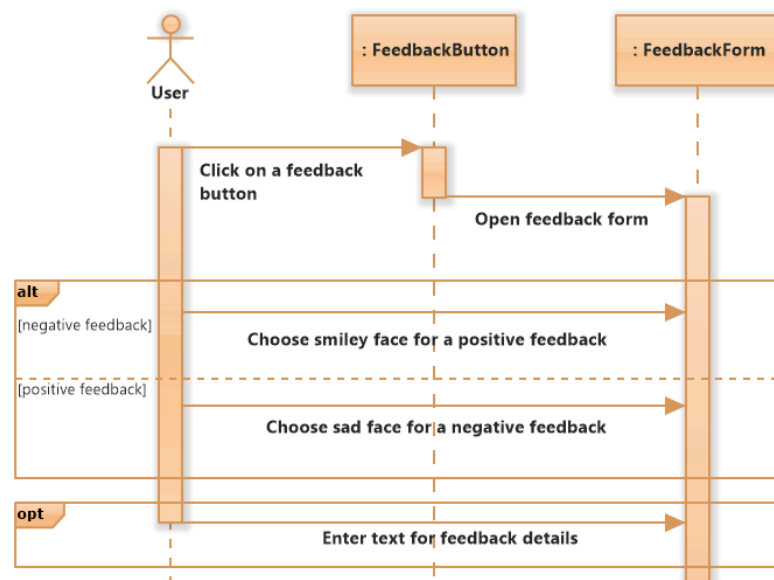 User
: FeedbackButton
: FeedbackForm
Click on a feedback
button
Open feedback form
alt
[negative feedback]
Choose smiley face for a positive feedback
[positive feedback]
Choose sad face for a negative feedback
opt
Enter text for feedback details